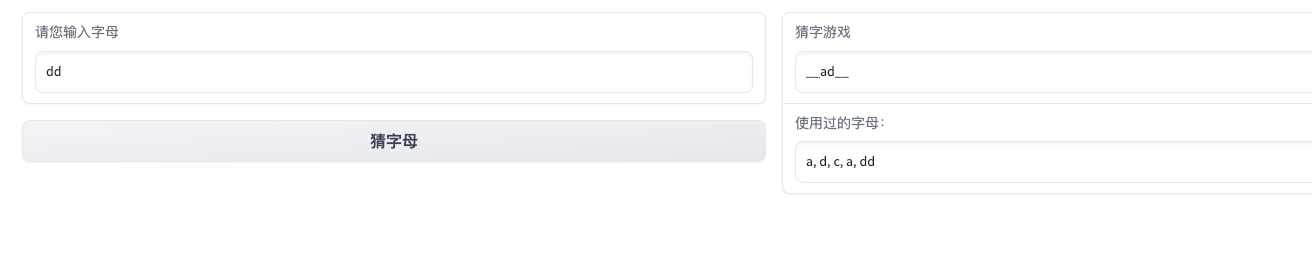 请您输入字母
dd
猜字母
猜字游戏
__ad__
使用过的字母：
a, d, c, a, dd